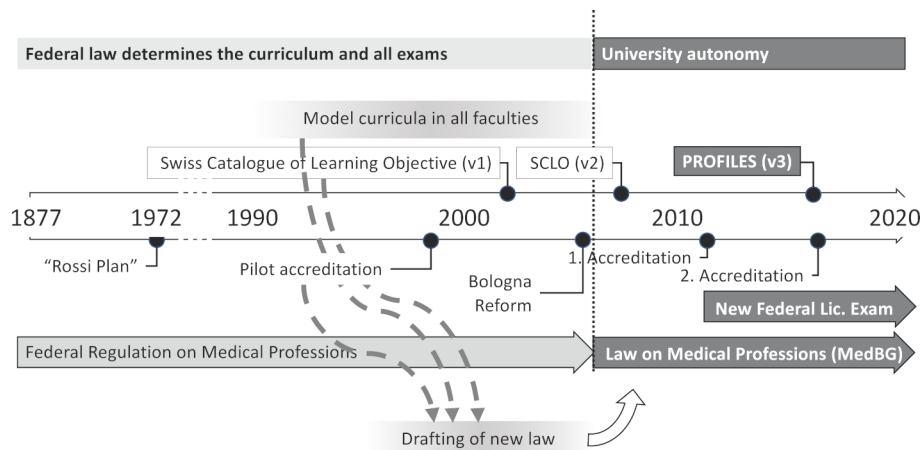 Federal law determines the curriculum and all exams
University autonomy
Model curricula in all faculties
Swiss Catalogue of Learning Objective (v1)
SCLO (v2)
PROFILES (v3)
1877
1972
1990
2000
2010
2020
"Rossi Plan"
Pilot accreditation
Bologna
Reform
1. Accreditation
2. Accreditation
New Federal Lic. Exam
Federal Regulation on Medical Professions
Law on Medical Professions (MedBG)
Drafting of new law